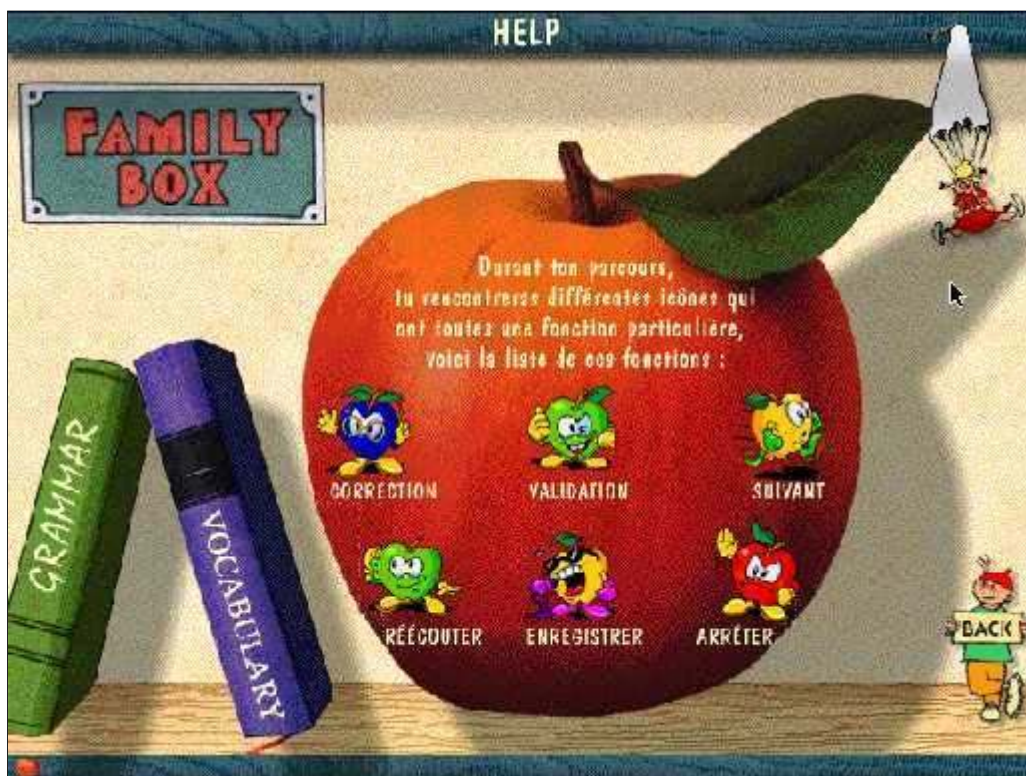 HELP
FAMILY
BOX
Durant ton parcours,
tu rencontreras différentes icônes qui
ont toutes une fonction particulière,
voici la liste de ces fonctions :
CORRECTION VALIDATION SUIVANT
RÉÉCOUTER ENREGISTRER ARRÊTER
GRAMMAR
VOCABULARY
BACK